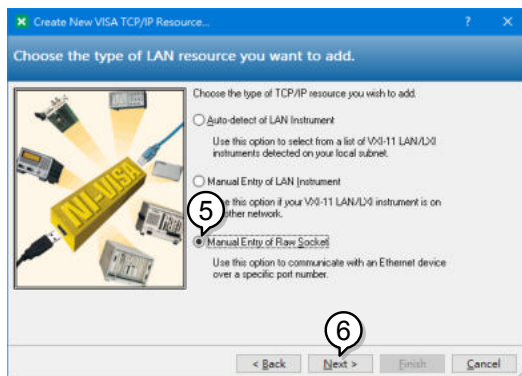 Create New VISA TCP/IP Resource...
Choose the type of LAN resource you want to add.
NI-VISA
Choose the type of TCP/IP resource you wish to add.
Auto-detect of LAN Instrument
Use this option to select from a list of VXI-11 LAN/LXI
instruments detected on your local subnet.
Manual Entry of LAN Instrument
this option if your VXI-11 LAN/LXI instrument is on
network.
5
Manual Entry of Raw Socket
Use this option to communicate with an Ethernet device
over a specific port number.
6
< Back
Next >
Finish
Cancel